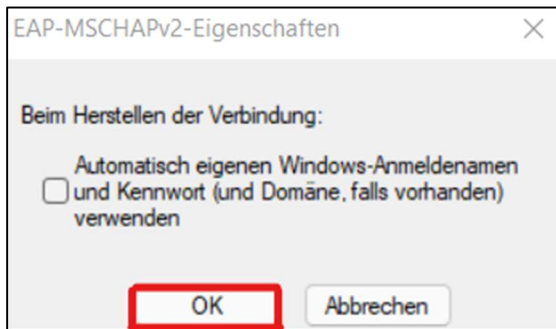 EAP-MSCHAPv2-Eigenschaften
Beim Herstellen der Verbindung:
Automatisch eigenen Windows-Anmeldenamen
und Kennwort (und Domäne, falls vorhanden)
verwenden
OK
Abbrechen